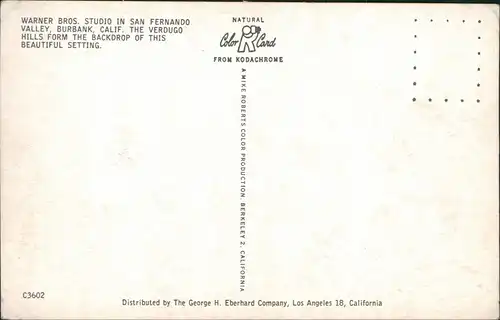 WARNER BROS. STUDIO IN SAN FERNANDO
VALLEY, BURBANK, CALIF. THE VERDUGO
HILLS FORM THE BACKDROP OF THIS
BEAUTIFUL SETTING.
NATURAL
Color Card
FROM KODACHROME
A MIKE ROBERTS COLOR PRODUCTION, BERKELEY 2, CALIFORNIA
C3602
Distributed by The George H. Eberhard Company, Los Angeles 18, California